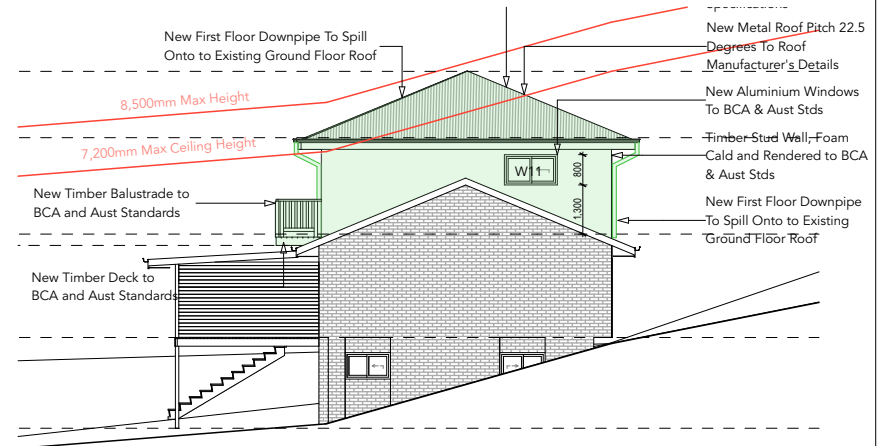 Specifications
New First Floor Downpipe To Spill
Onto to Existing Ground Floor Roof
New Metal Roof Pitch 22.5
Degrees To Roof
Manufacturer's Details
8,500mm Max Height
New Aluminium Windows
To BCA & Aust Stds
7,200mm Max Ceiling Height
Timber Stud Wall, Foam
Cald and Rendered to BCA
& Aust Stds
W11
800
1,300
New Timber Balustrade to
BCA and Aust Standards
New First Floor Downpipe
To Spill Onto to Existing
Ground Floor Roof
New Timber Deck to
BCA and Aust Standards